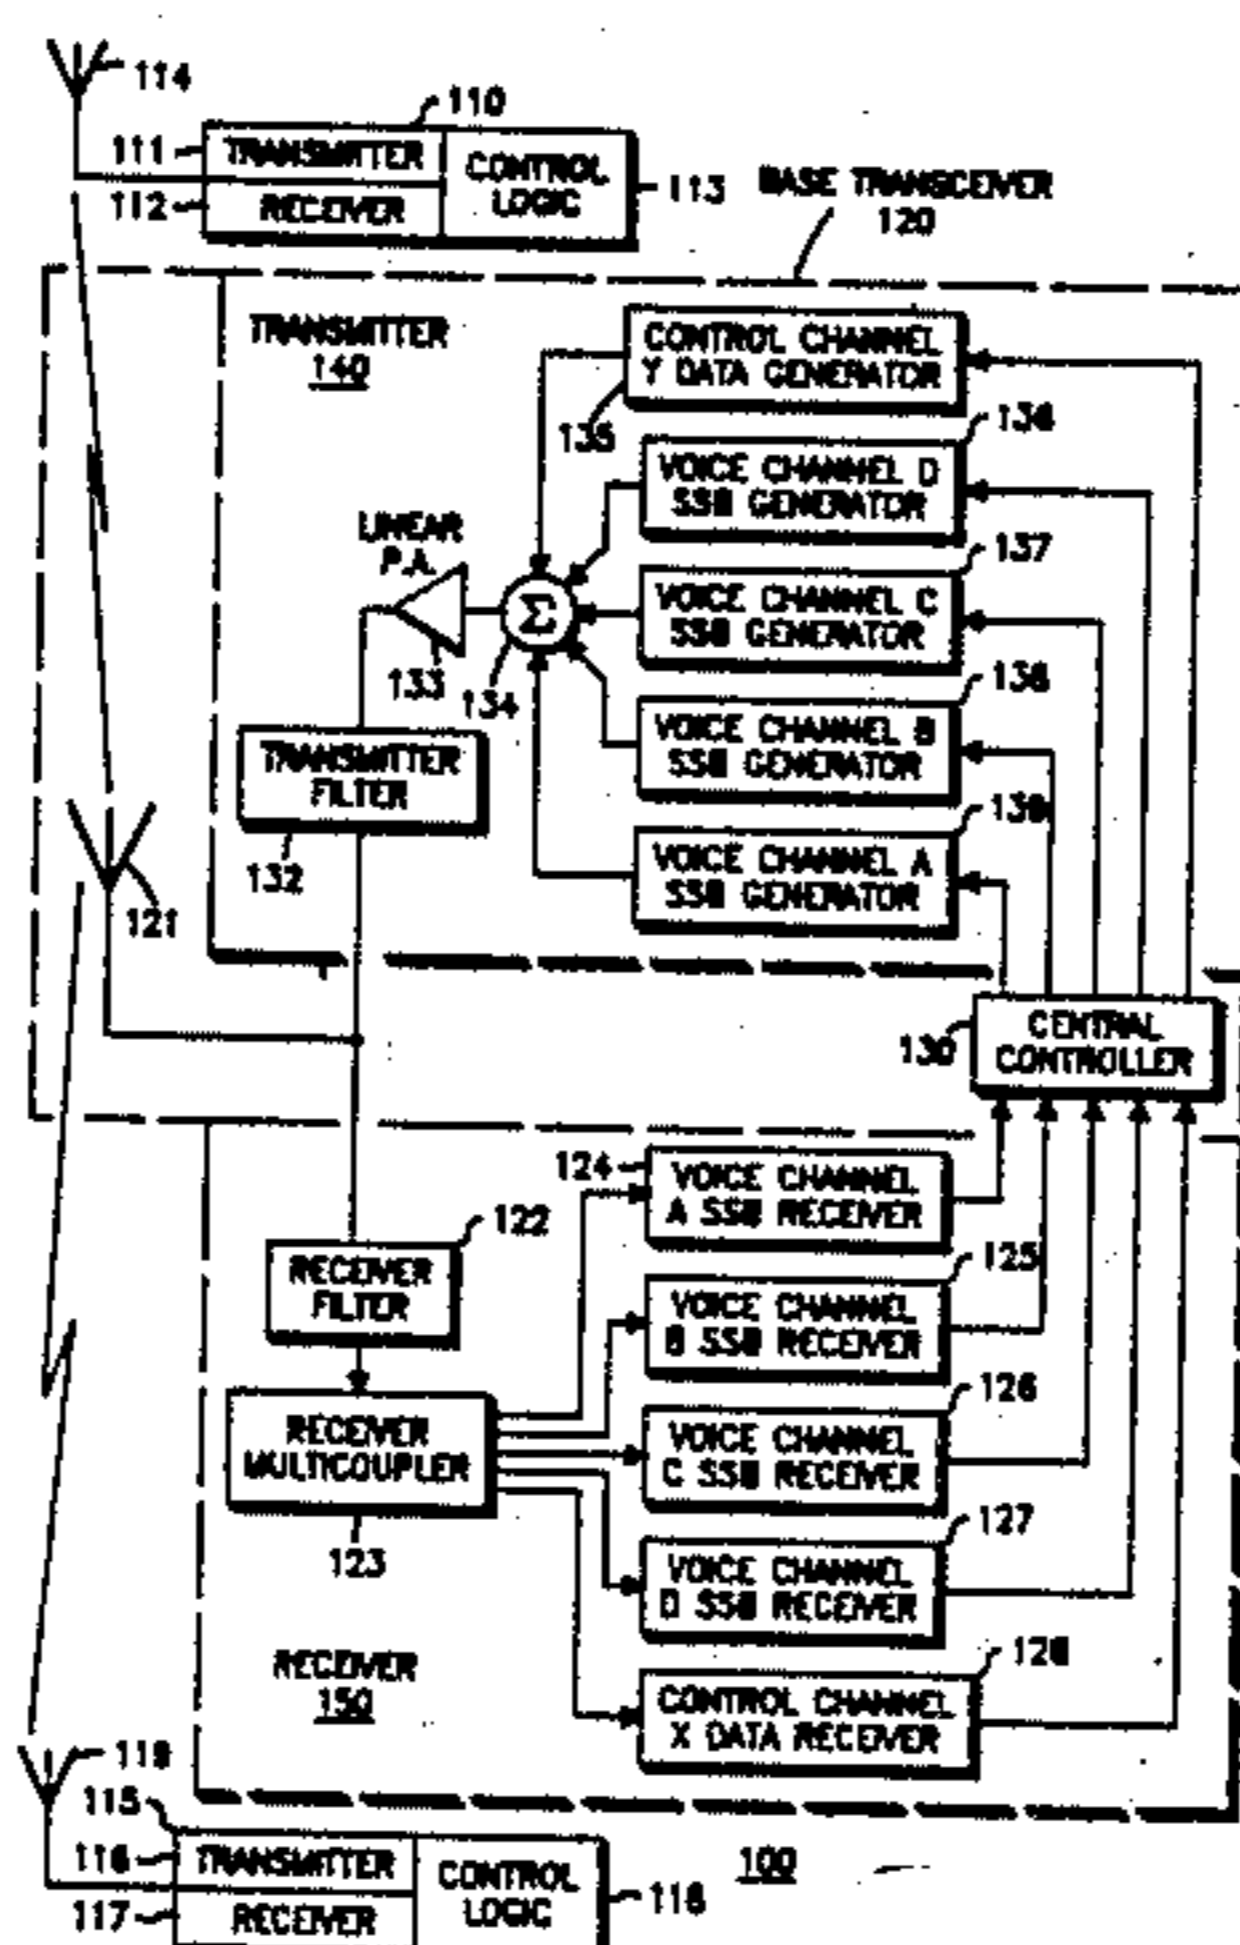 114
110
111
TRANSMITTER
CONTROL
LOGIC
113
112
RECEIVER
BASE TRANSCEIVER
120
TRANSMITTER
140
CONTROL CHANNEL
Y DATA GENERATOR
135
136
VOICE CHANNEL D
SSB GENERATOR
LINEAR
P.A.
137
VOICE CHANNEL C
SSB GENERATOR
Σ
133
134
138
VOICE CHANNEL B
SSB GENERATOR
TRANSMITTER
FILTER
132
139
VOICE CHANNEL A
SSB GENERATOR
121
130
CENTRAL
CONTROLLER
124
VOICE CHANNEL
A SSB RECEIVER
122
RECEIVER
FILTER
125
VOICE CHANNEL
B SSB RECEIVER
RECEIVER
MULTICOUPLER
123
126
VOICE CHANNEL
C SSB RECEIVER
127
VOICE CHANNEL
D SSB RECEIVER
RECEIVER
150
128
CONTROL CHANNEL
X DATA RECEIVER
119
115
116
TRANSMITTER
CONTROL
LOGIC
118
117
RECEIVER
100